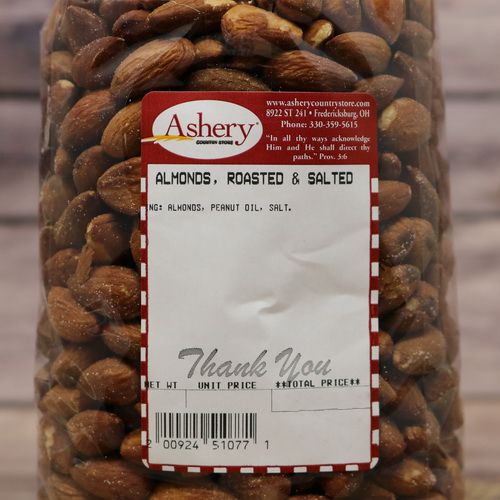 Ashery
COUNTRY STORE
www.asherycountrystore.com
8922 ST 241 • Fredericksburg, OH
Phone: 330-359-5615
"In all thy ways acknowledge
Him and He shall direct thy
paths." Prov. 3:6
ALMONDS, ROASTED & SALTED
NG: ALMONDS, PEANUT OIL, SALT.
Thank You
NET WT UNIT PRICE **TOTAL PRICE**
2 00924 51077 1